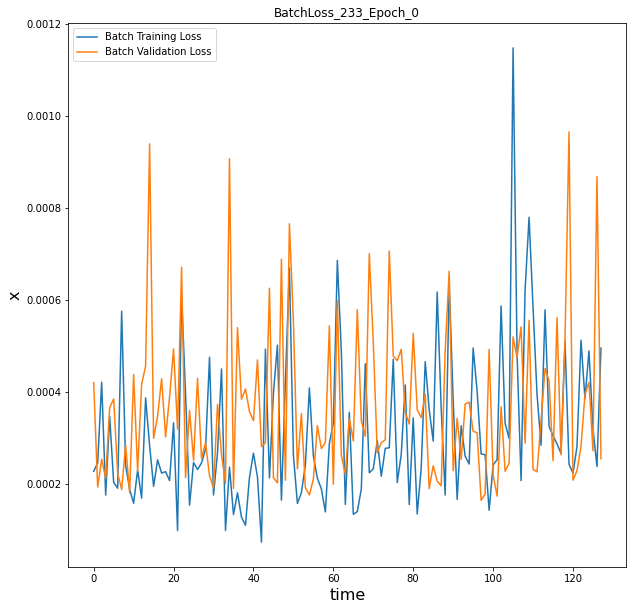 BatchLoss_233_Epoch_0
Batch Training Loss
Batch Validation Loss
0.0012
0.0010
0.0008
0.0006
0.0004
0.0002
x
0
20
40
60
80
100
120
time